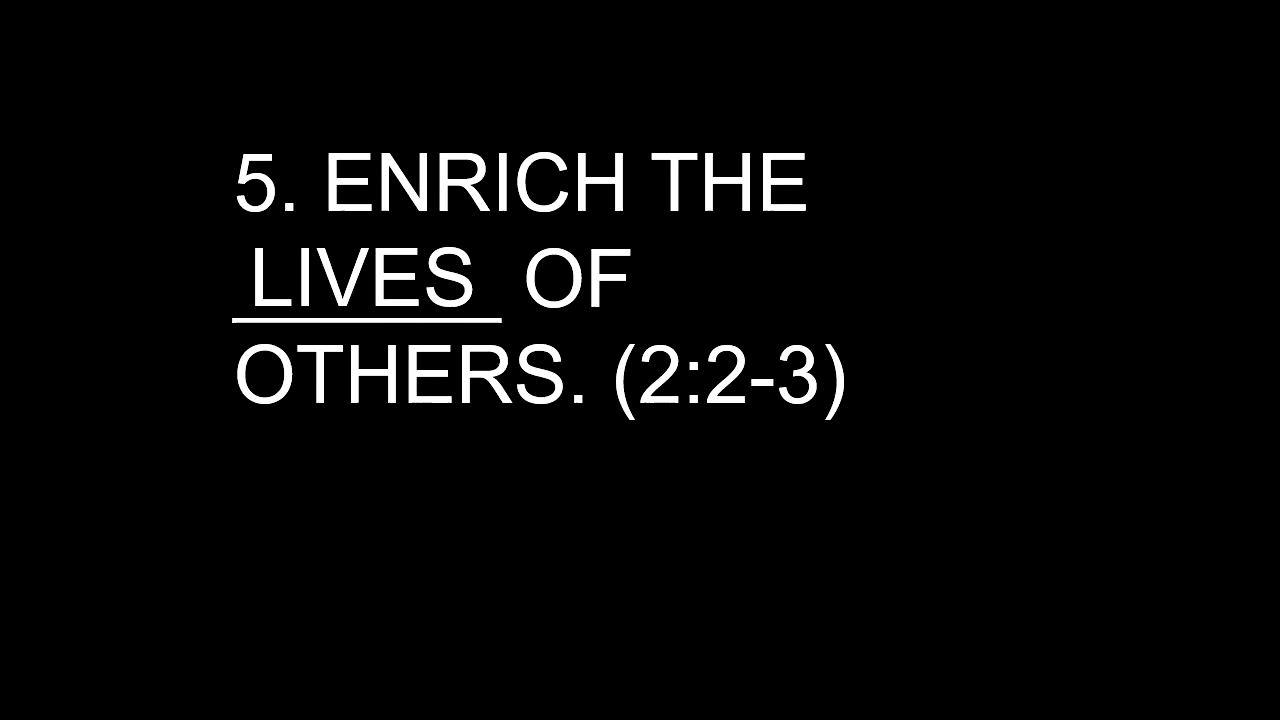 5. ENRICH THE
LIVES OF
OTHERS. (2:2-3)